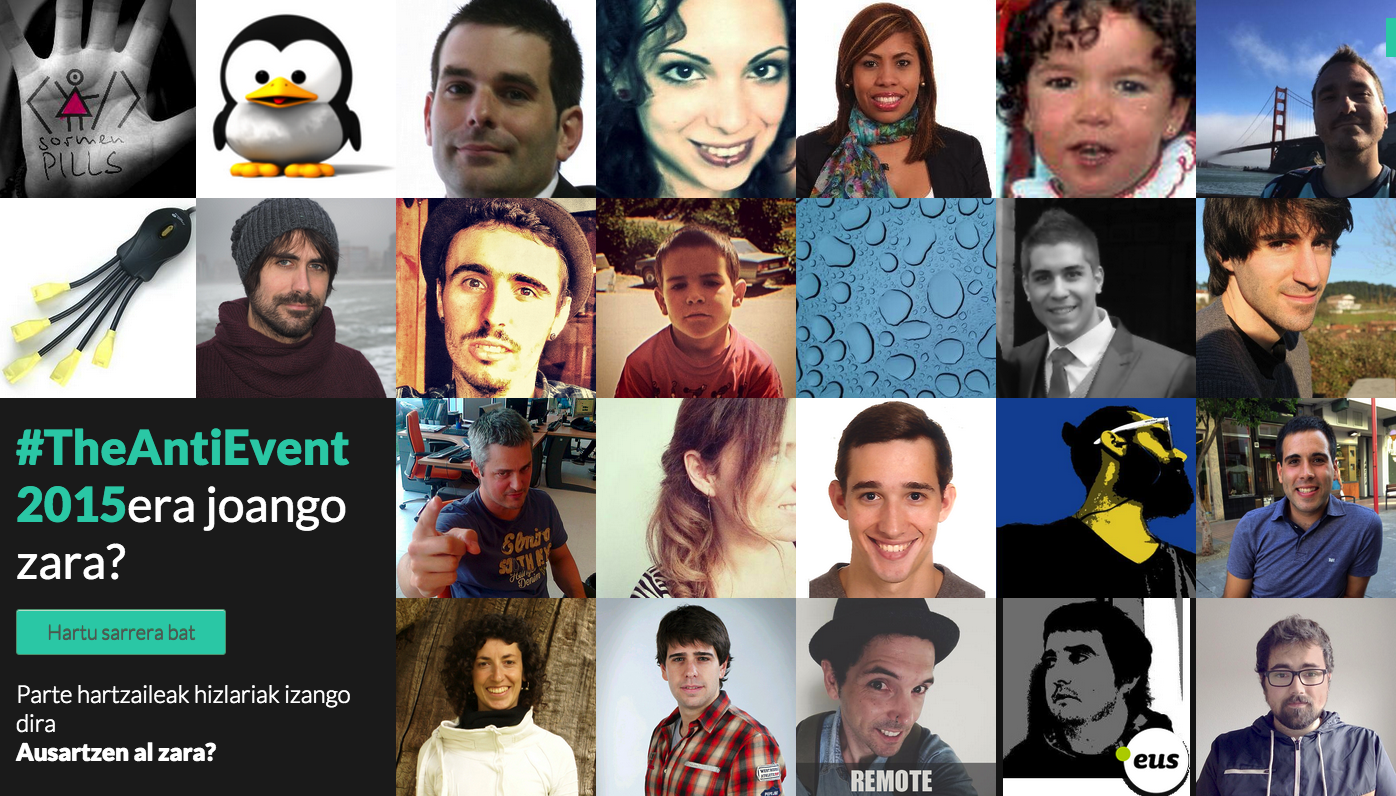 sormen
PILLS
#TheAntiEvent
2015era joango
zara?
Hartu sarrera bat
Parte hartzaileak hizlariak izango
dira
Ausartzen al zara?
REMOTE
eus